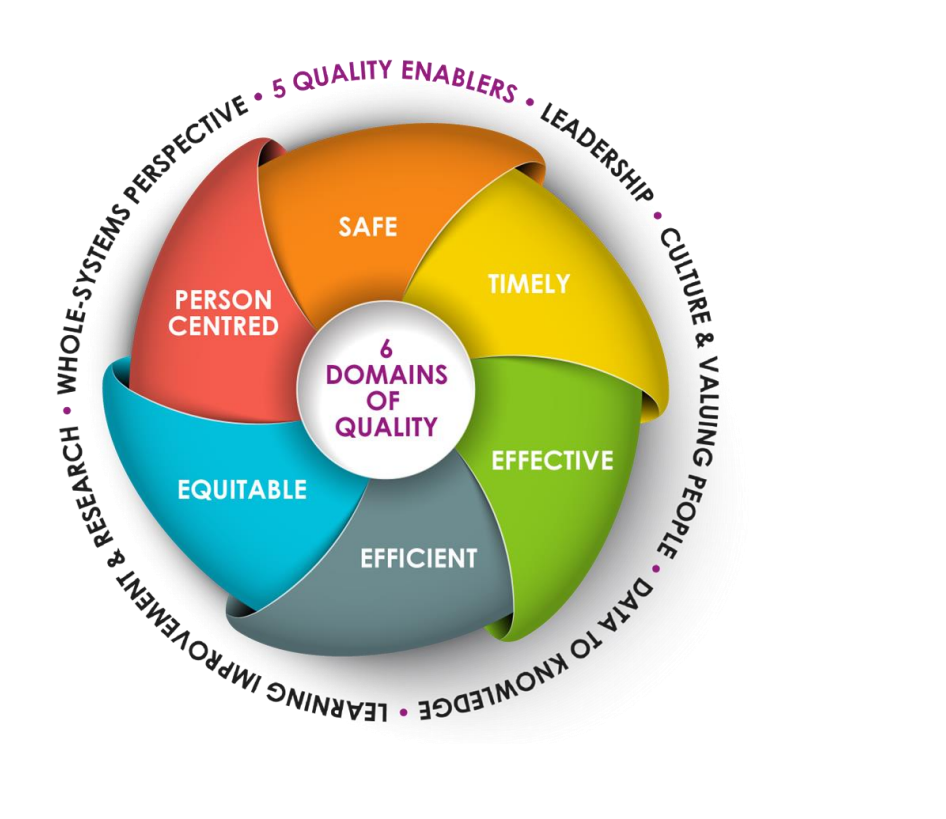 5 QUALITY ENABLERS • LEADERSHIP • CULTURE & VALUING PEOPLE • DATA TO KNOWLEDGE • LEARNING IMPROVEMENT & RESEARCH • WHOLE-SYSTEMS PERSPECTIVE •
SAFE
TIMELY
EFFECTIVE
EFFICIENT
EQUITABLE
PERSON
CENTRED
6
DOMAINS
OF
QUALITY